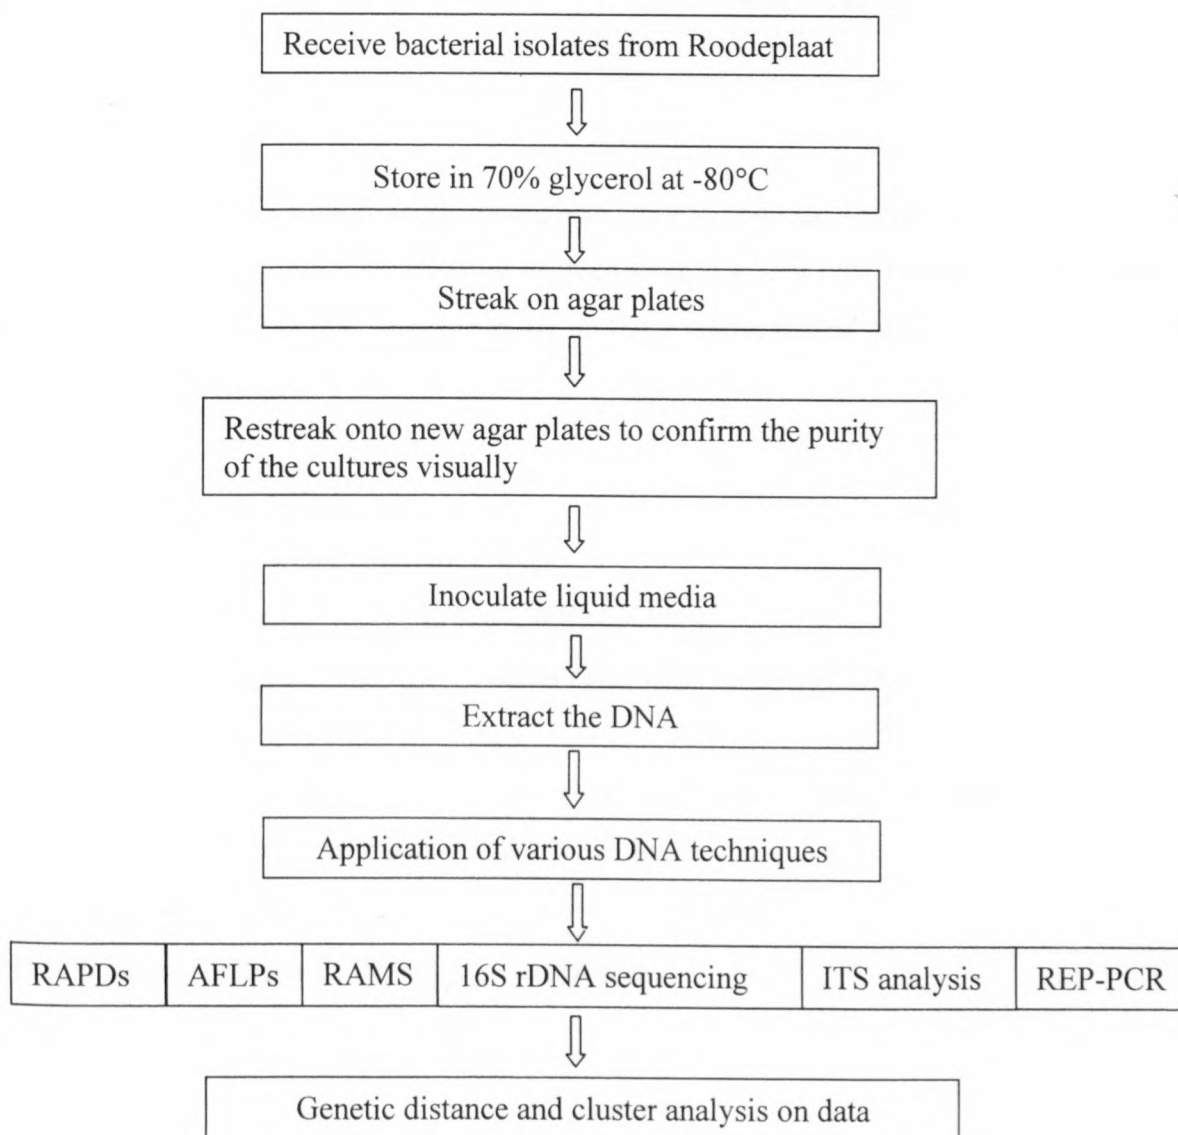 Receive bacterial isolates from Roodeplaat
Store in 70% glycerol at -80°C
Streak on agar plates
Restreak onto new agar plates to confirm the purity
of the cultures visually
Inoculate liquid media
Extract the DNA
Application of various DNA techniques
RAPDs AFLPs RAMS 16S rDNA sequencing ITS analysis REP-PCR
Genetic distance and cluster analysis on data